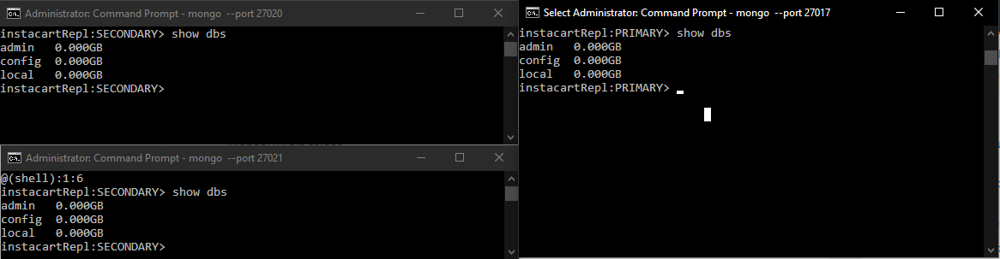 Administrator: Command Prompt - mongo --port 27020
instacartRepl:SECONDARY> show dbs
admin   0.000GB
config  0.000GB
local   0.000GB
instacartRepl:SECONDARY>
Administrator: Command Prompt - mongo --port 27021
@(shell):1:6
instacartRepl:SECONDARY> show dbs
admin   0.000GB
config  0.000GB
local   0.000GB
instacartRepl:SECONDARY>
Select Administrator: Command Prompt - mongo --port 27017
instacartRepl:PRIMARY> show dbs
admin   0.000GB
config  0.000GB
local   0.000GB
instacartRepl:PRIMARY>